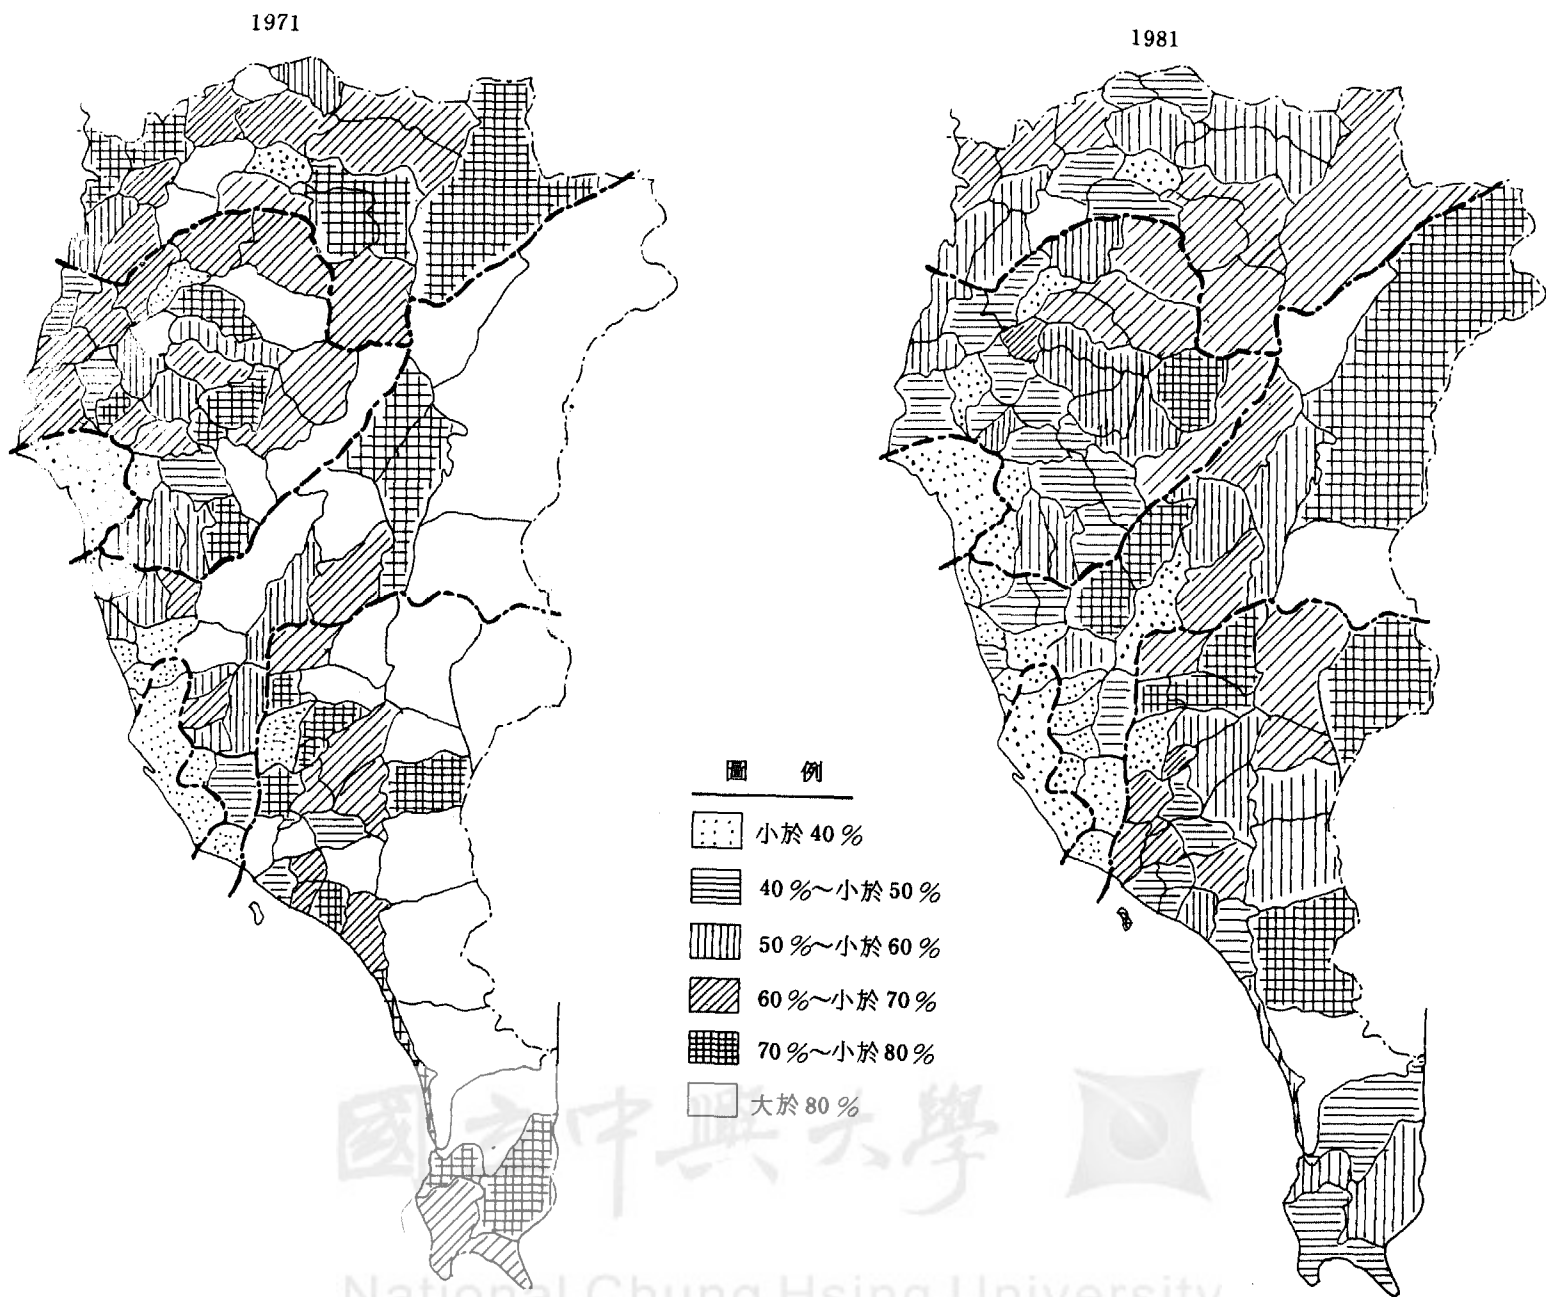 1971
1981
圖 例
小於 40 %
40 %～小於 50 %
50 %～小於 60 %
60 %～小於 70 %
70 %～小於 80 %
大於 80 %
國立中興大學
National Chung Hsing University